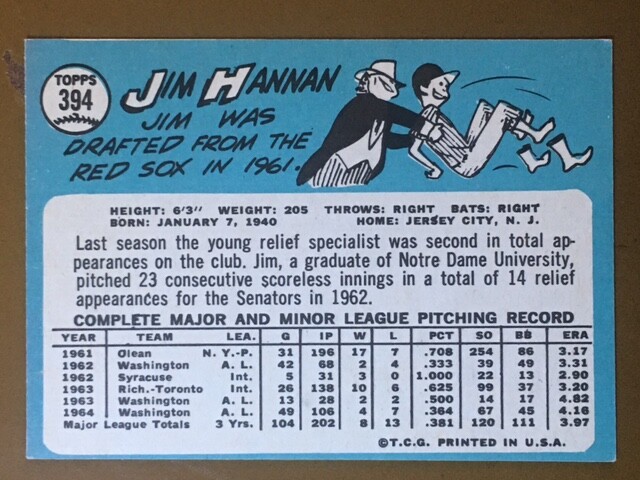 TOPPS
394
JIM HANNAN
JIM WAS
DRAFTED FROM THE
RED SOX IN 1961.
HEIGHT: 6'3" WEIGHT: 205 THROWS: RIGHT BATS: RIGHT
BORN: JANUARY 7, 1940 HOME: JERSEY CITY, N. J.
Last season the young relief specialist was second in total ap-
pearances on the club. Jim, a graduate of Notre Dame University,
pitched 23 consecutive scoreless innings in a total of 14 relief
appearances for the Senators in 1962.
COMPLETE MAJOR AND MINOR LEAGUE PITCHING RECORD
YEAR TEAM LEA. G IP W L PCT SO BB ERA
1961 Olean N. Y.-P. 31 196 17 7 .708 254 86 3.17
1962 Washington A. L. 42 68 2 4 .333 39 49 3.31
1962 Syracuse Int. 5 31 3 0 1.000 22 13 2.90
1963 Rich.-Toronto Int. 26 138 10 6 .625 99 37 3.20
1963 Washington A. L. 13 28 2 2 .500 14 17 4.82
1964 Washington A. L. 49 106 4 7 .364 67 45 4.16
Major League Totals 3 Yrs. 104 202 8 13 .381 120 111 3.97
©T.C.G. PRINTED IN U.S.A.